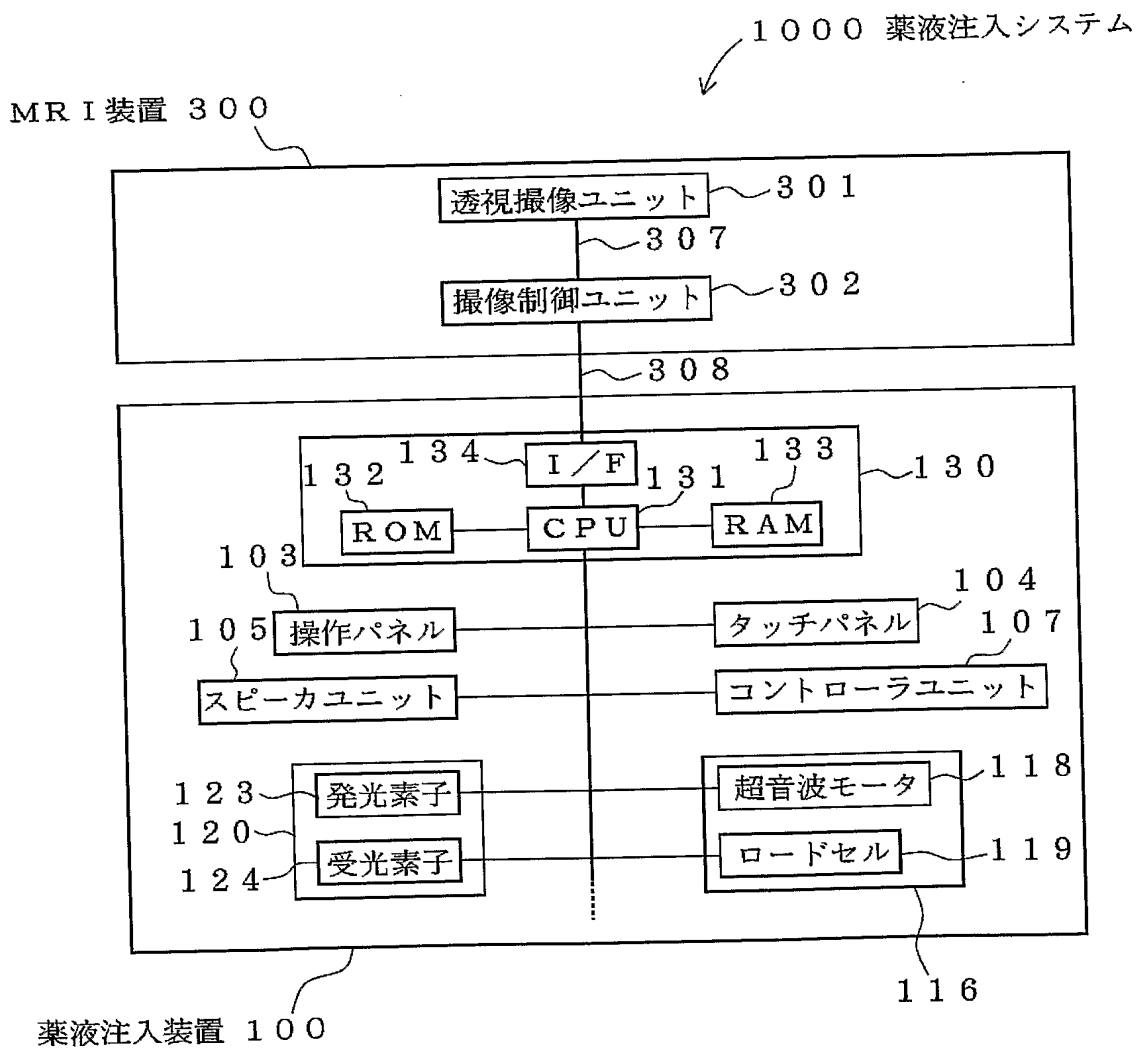 1000 薬液注入システム
MRI装置 300
透視撮像ユニット 301
307
撮像制御ユニット 302
308
134 I/F
132 131 133 130
ROM CPU RAM
103 104
操作パネル タッチパネル
105 107
スピーカユニット コントローラユニット
123 発光素子 超音波モータ 118
120
124 受光素子 ロードセル 119
116
薬液注入装置 100